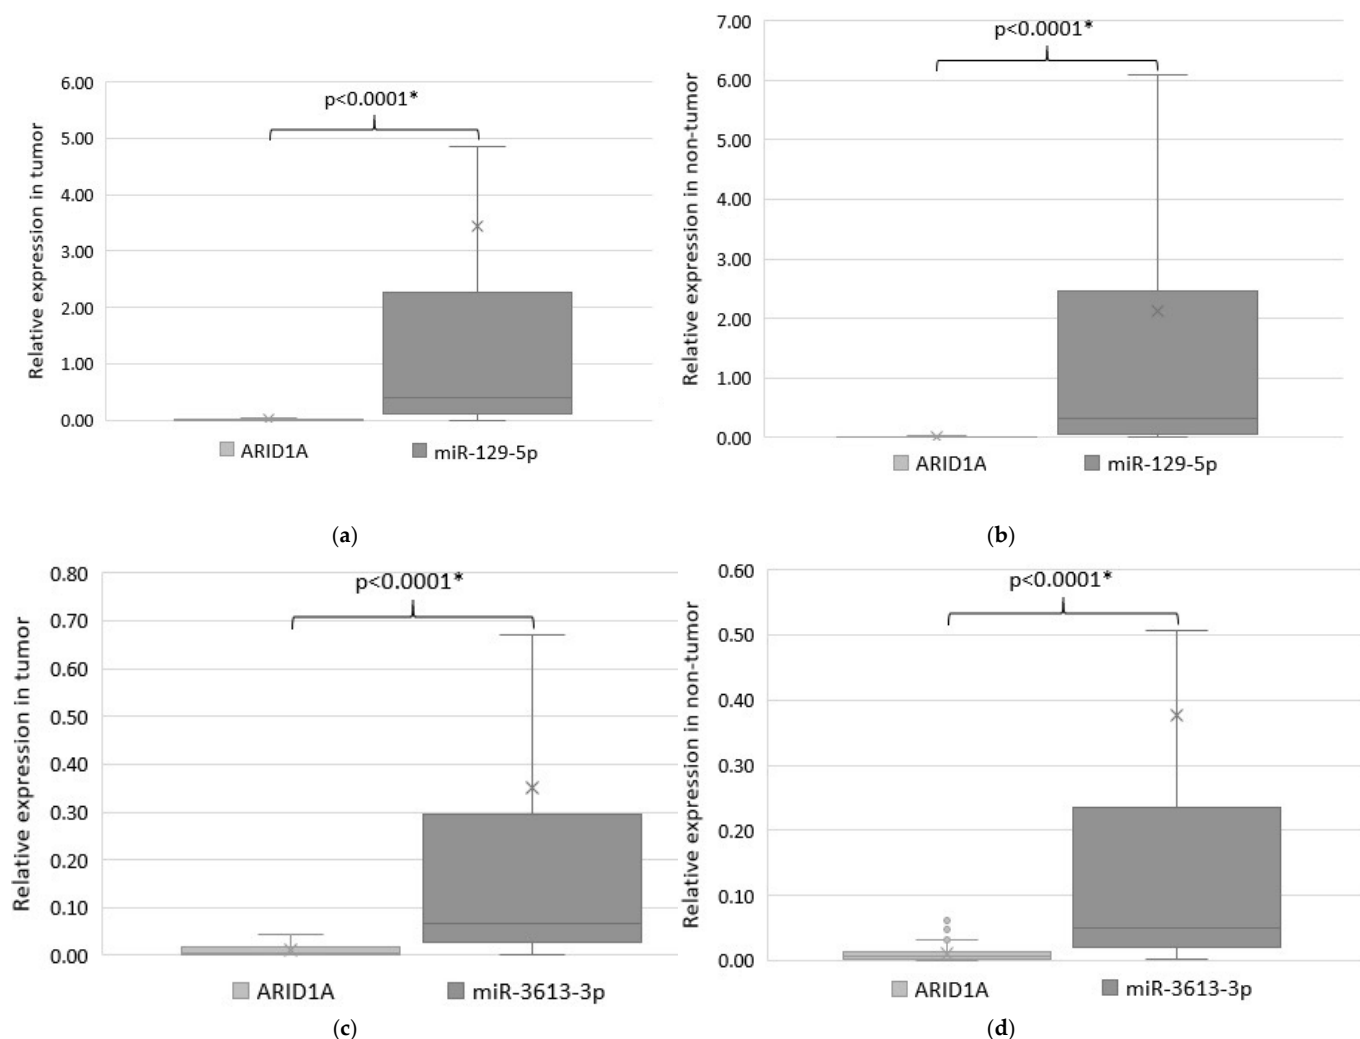 p<0.0001*
Relative expression in tumor
6.00
5.00
4.00
3.00
2.00
1.00
0.00
ARID1A
miR-129-5p
(a)
p<0.0001*
Relative expression in non-tumor
7.00
6.00
5.00
4.00
3.00
2.00
1.00
0.00
ARID1A
miR-129-5p
(b)
p<0.0001*
Relative expression in tumor
0.80
0.70
0.60
0.50
0.40
0.30
0.20
0.10
0.00
ARID1A
miR-3613-3p
(c)
p<0.0001*
Relative expression in non-tumor
0.60
0.50
0.40
0.30
0.20
0.10
0.00
ARID1A
miR-3613-3p
(d)